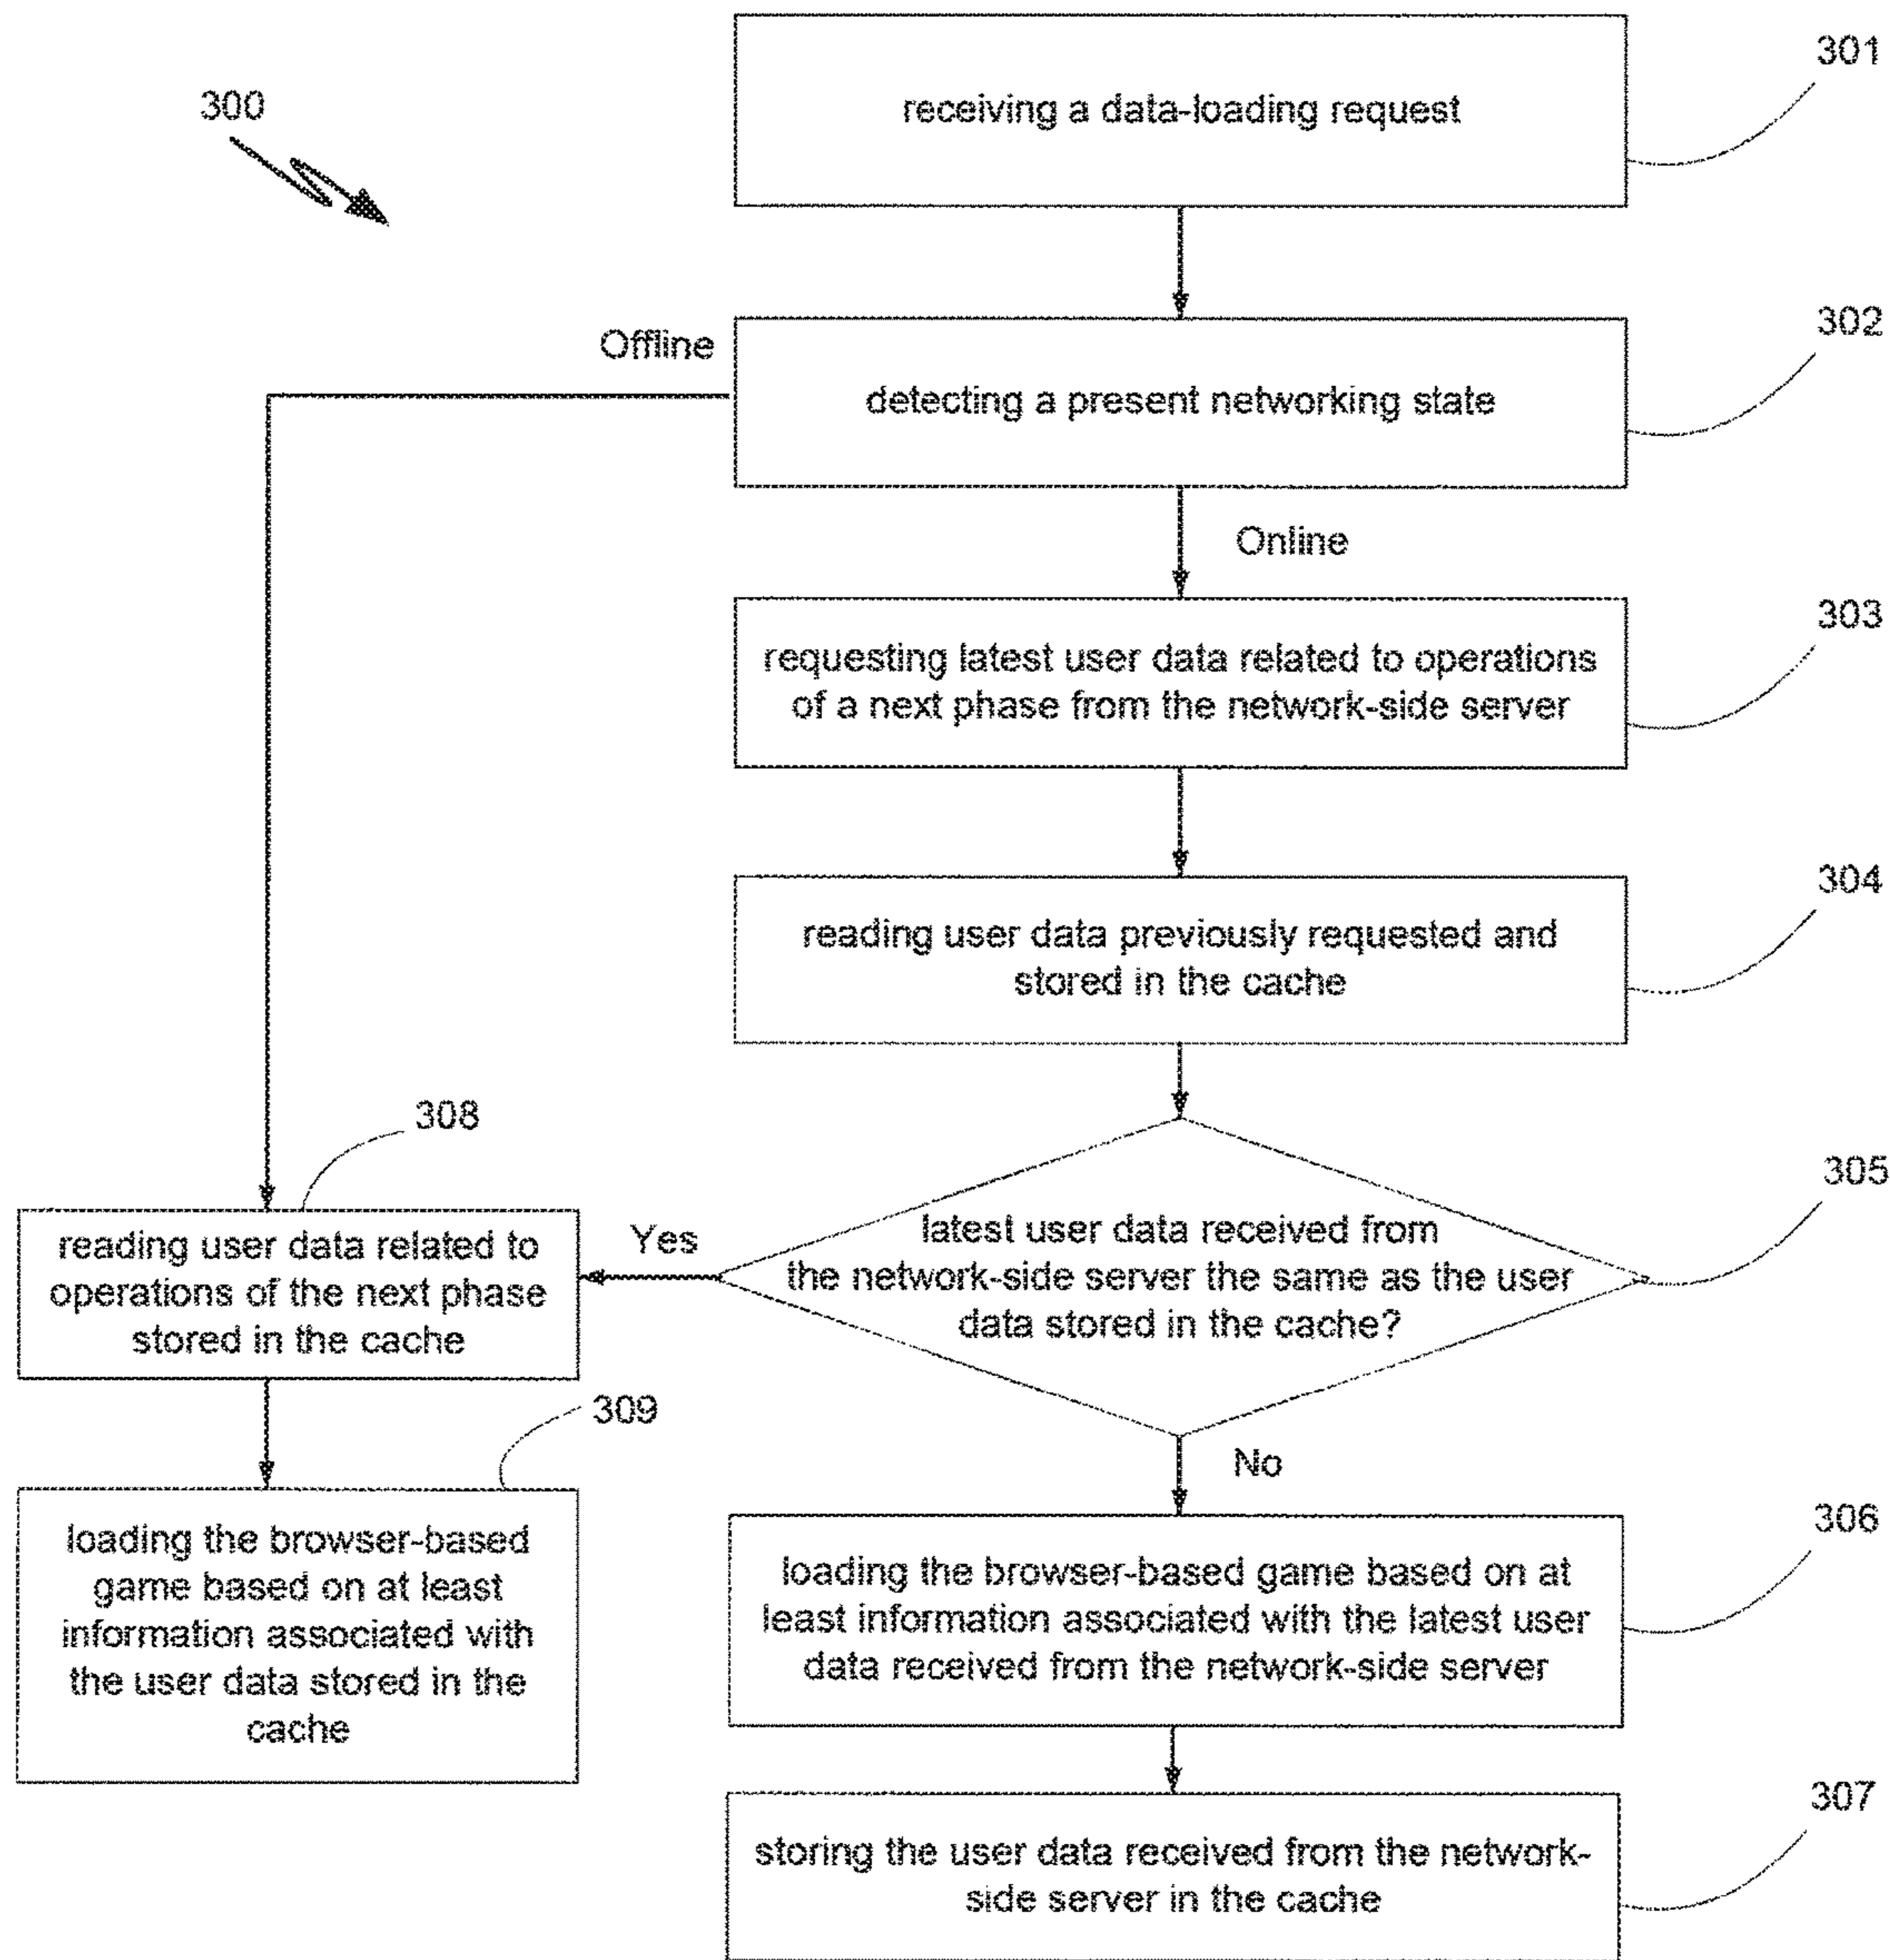 301
receiving a data-loading request
300
302
Offline
detecting a present networking state
Online
303
requesting latest user data related to operations
of a next phase from the network-side server
304
reading user data previously requested and
stored in the cache
308
305
latest user data received from
the network-side server the same as the user
data stored in the cache?
Yes
reading user data related to
operations of the next phase
stored in the cache
309
No
loading the browser-based
game based on at least
information associated with
the user data stored in the
cache
306
loading the browser-based game based on at
least information associated with the latest user
data received from the network-side server
307
storing the user data received from the network-
side server in the cache